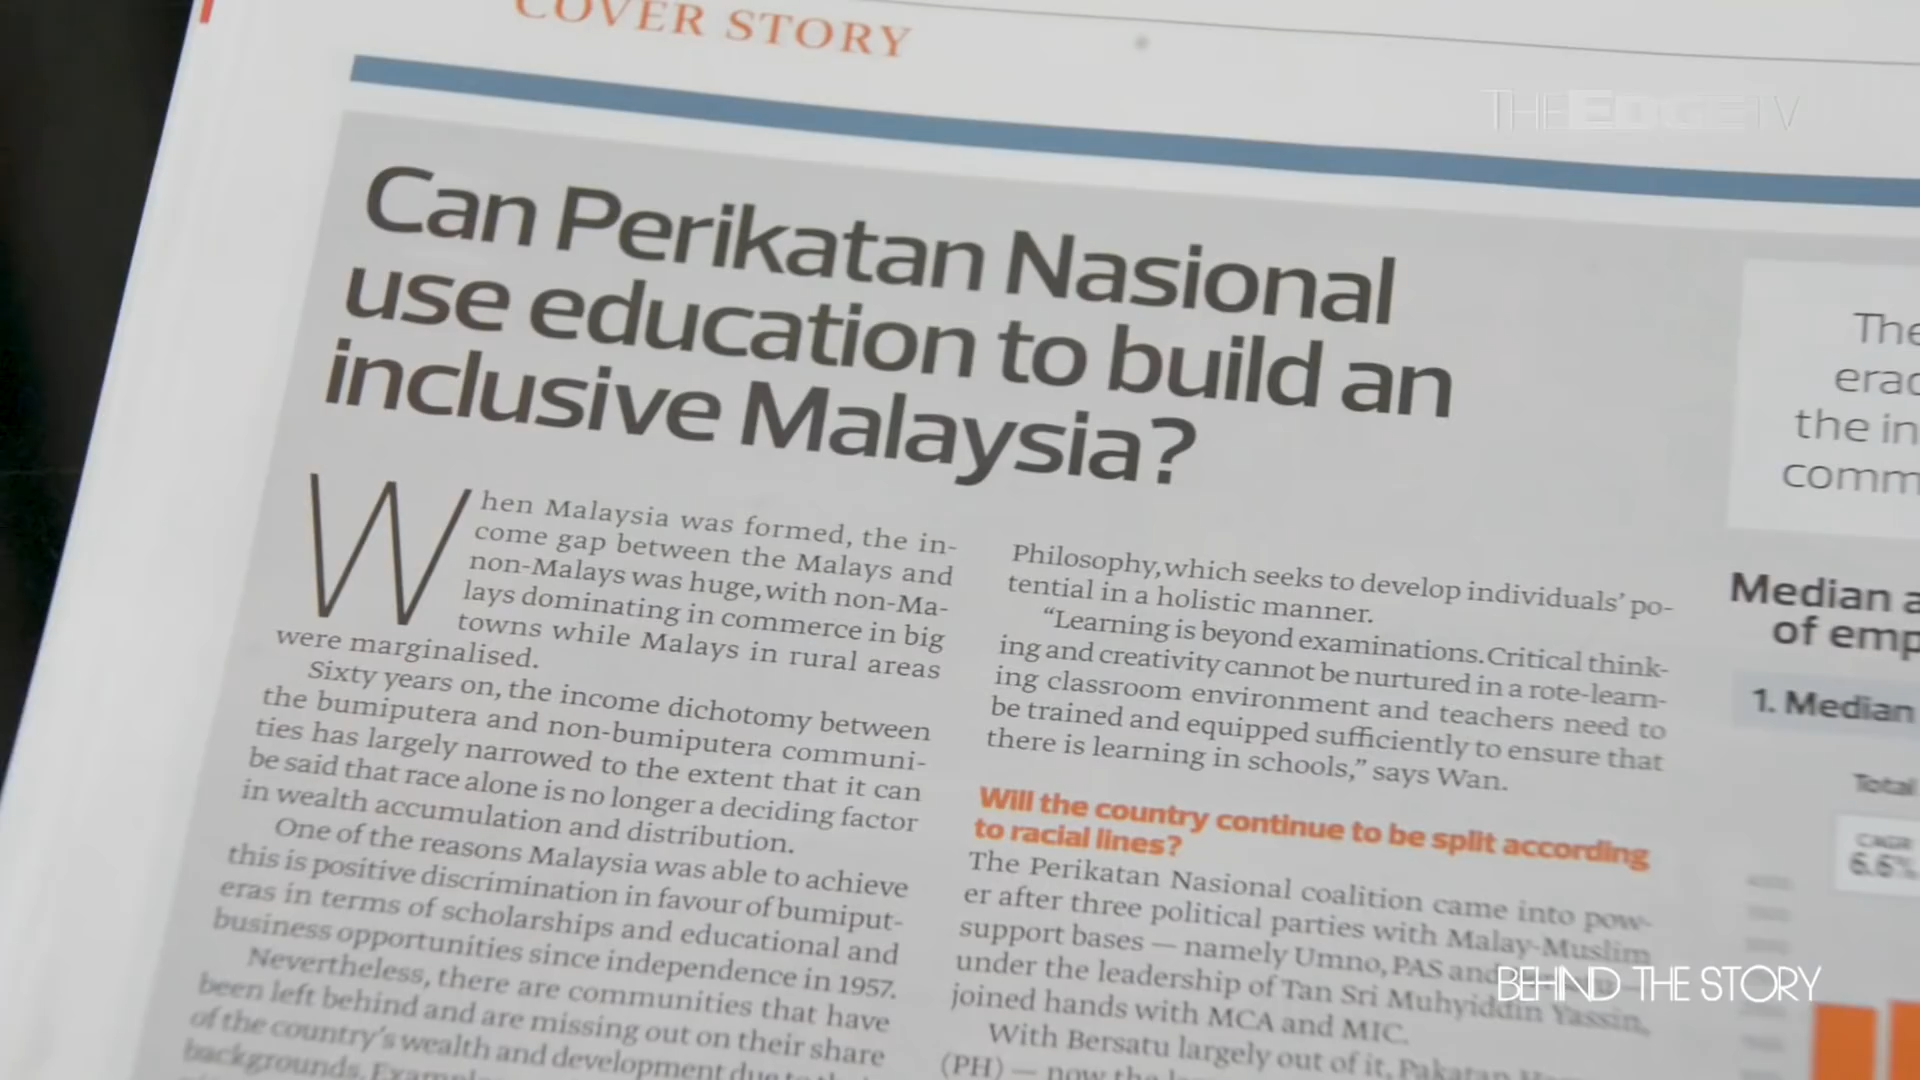 COVER STORY
THE EDGE TV
Can Perikatan Nasional
use education to build an
inclusive Malaysia?
When Malaysia was formed, the in-
come gap between the Malays and
non-Malays was huge, with non-Ma-
lays dominating in commerce in big
towns while Malays in rural areas
were marginalised.
Sixty years on, the income dichotomy between
the bumiputera and non-bumiputera communi-
ties has largely narrowed to the extent that it can
be said that race alone is no longer a deciding factor
in wealth accumulation and distribution.
One of the reasons Malaysia was able to achieve
this is positive discrimination in favour of bumiput-
eras in terms of scholarships and educational and
business opportunities since independence in 1957.
Nevertheless, there are communities that have
been left behind and are missing out on their share
of the country's wealth and development due to
backgrounds.
Philosophy, which seeks to develop individuals' po-
tential in a holistic manner.
“Learning is beyond examinations. Critical think-
ing and creativity cannot be nurtured in a rote-learn-
ing classroom environment and teachers need to
be trained and equipped sufficiently to ensure that
there is learning in schools,” says Wan.
Will the country continue to be split according
to racial lines?
The Perikatan Nasional coalition came into pow-
er after three political parties with Malay-Muslim
support bases — namely Umno, PAS and
under the leadership of Tan Sri Muhyiddin Yassin,
joined hands with MCA and MIC.
With Bersatu largely out of it, Pakatan
(PH) — now the
The
erad
the in
comm
Median a
of emp
1. Median
Total
CAGR
6.6%
BEHIND THE STORY